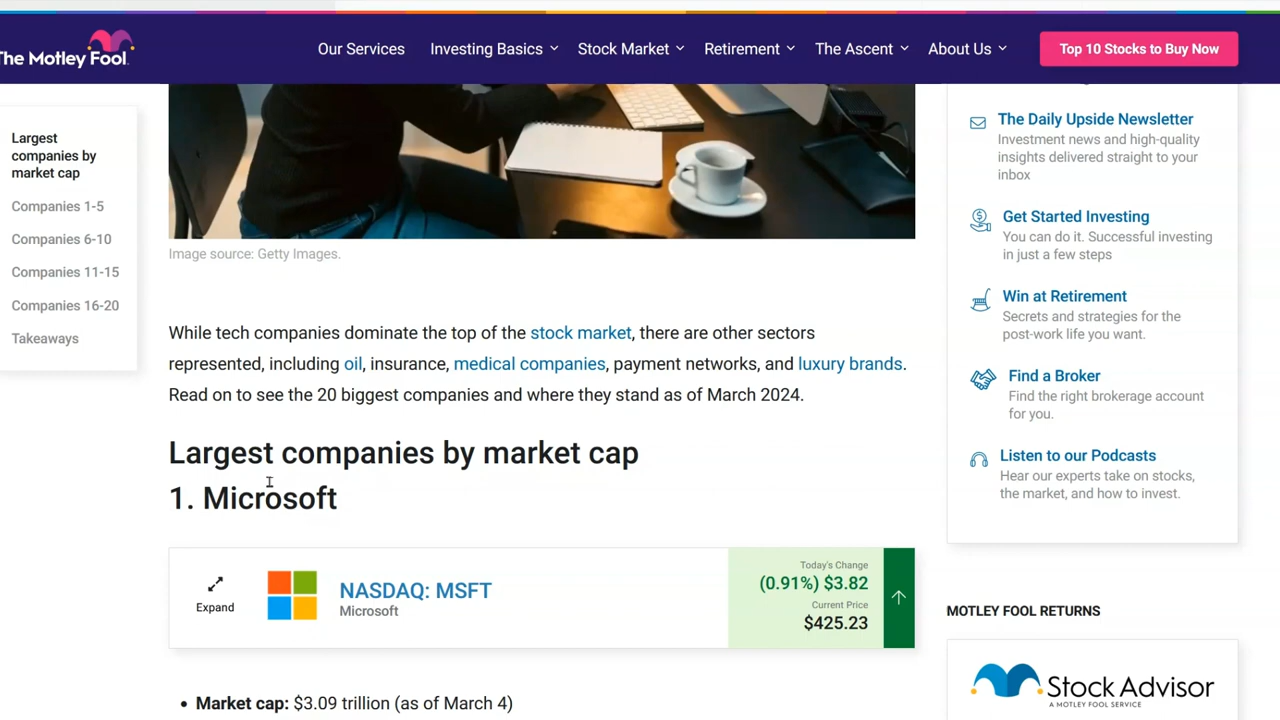 The Motley Fool
Our Services
Investing Basics
Stock Market
Retirement
The Ascent
About Us
Top 10 Stocks to Buy Now
Largest
companies by
market cap
Companies 1-5
Companies 6-10
Companies 11-15
Companies 16-20
Takeaways
Image source: Getty Images.
While tech companies dominate the top of the stock market, there are other sectors
represented, including oil, insurance, medical companies, payment networks, and luxury brands.
Read on to see the 20 biggest companies and where they stand as of March 2024.
Largest companies by market cap
1. Microsoft
Expand
NASDAQ: MSFT
Microsoft
Today's Change
(0.91%) $3.82
Current Price
$425.23
• Market cap: $3.09 trillion (as of March 4)
The Daily Upside Newsletter
Investment news and high-quality
insights delivered straight to your
inbox
Get Started Investing
You can do it. Successful investing
in just a few steps
Win at Retirement
Secrets and strategies for the
post-work life you want.
Find a Broker
Find the right brokerage account
for you.
Listen to our Podcasts
Hear our experts take on stocks,
the market, and how to invest.
MOTLEY FOOL RETURNS
Stock Advisor
A MOTLEY FOOL SERVICE